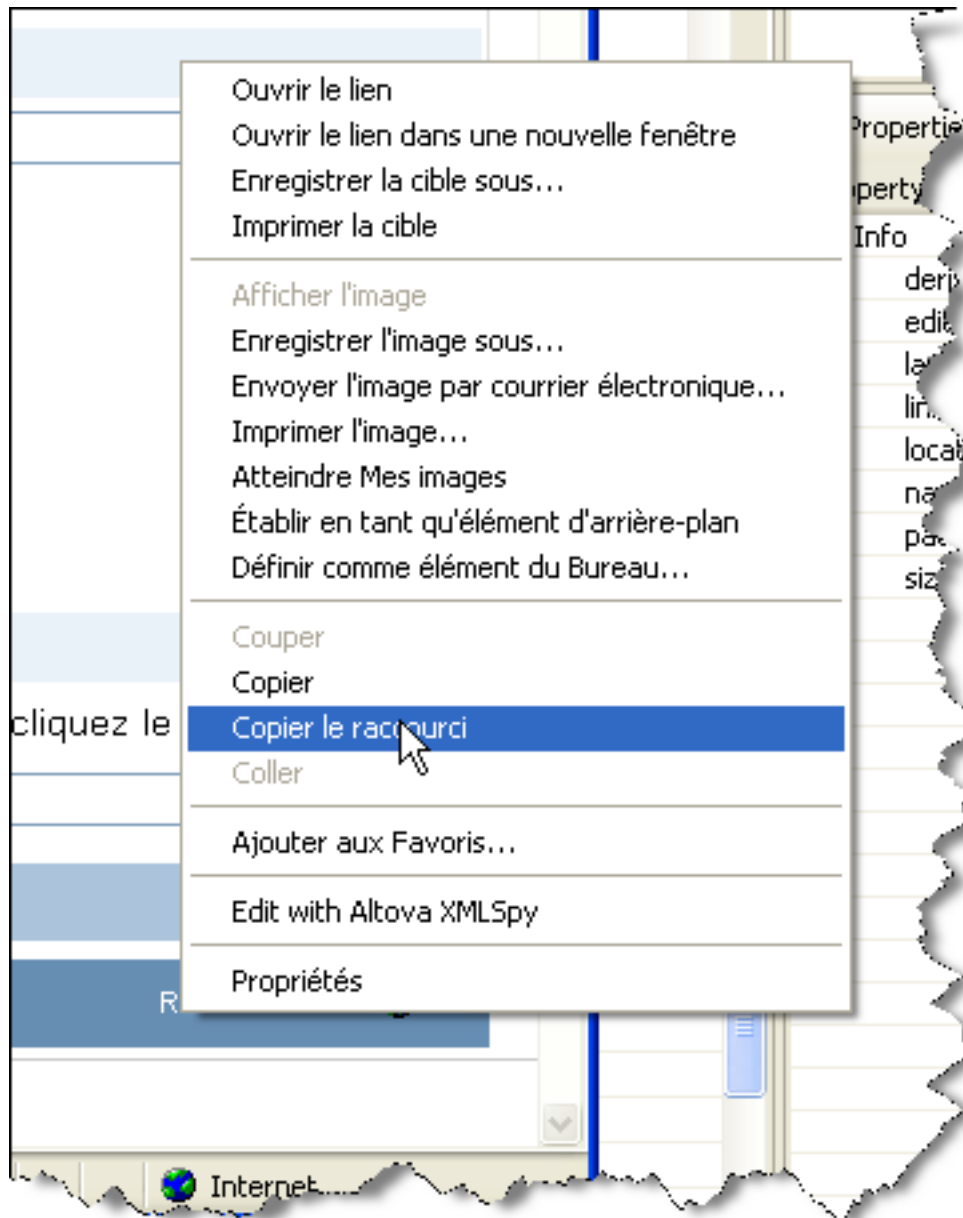 Ouvrir le lien
Ouvrir le lien dans une nouvelle fenêtre
Enregistrer la cible sous...
Imprimer la cible
Afficher l'image
Enregistrer l'image sous...
Envoyer l'image par courrier électronique...
Imprimer l'image...
Atteindre Mes images
Établir en tant qu'élément d'arrière-plan
Définir comme élément du Bureau...
Couper
Copier
cliquez le
Copier le raccourci
Coller
Ajouter aux Favoris...
Edit with Altova XMLSpy
Propriétés
Internet
Info